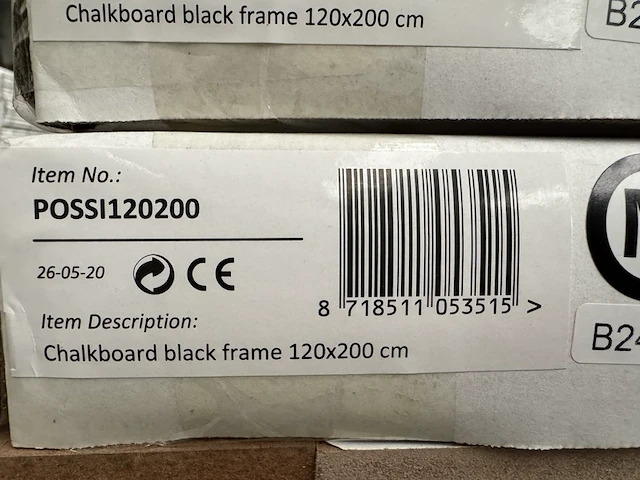 Chalkboard black frame 120x200 cm
Item No.:
POSSI120200
26-05-20 CE
8 718511 053515 >
Item Description:
Chalkboard black frame 120x200 cm